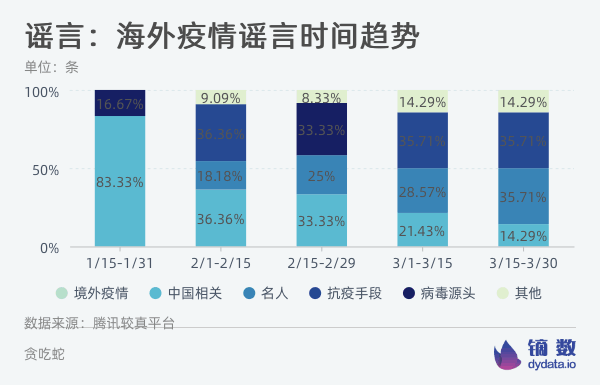 谣言：海外疫情谣言时间趋势
单位：条
100%
50%
0%
16.67%
83.33%
9.09%
36.36%
18.18%
36.36%
8.33%
33.33%
25%
33.33%
14.29%
35.71%
28.57%
21.43%
14.29%
35.71%
35.71%
14.29%
1/15-1/31 2/1-2/15 2/15-2/29 3/1-3/15 3/15-3/30
境外疫情 中国相关 名人 抗疫手段 病毒源头 其他
数据来源：腾讯较真平台
贪吃蛇
镝数
dydata.io